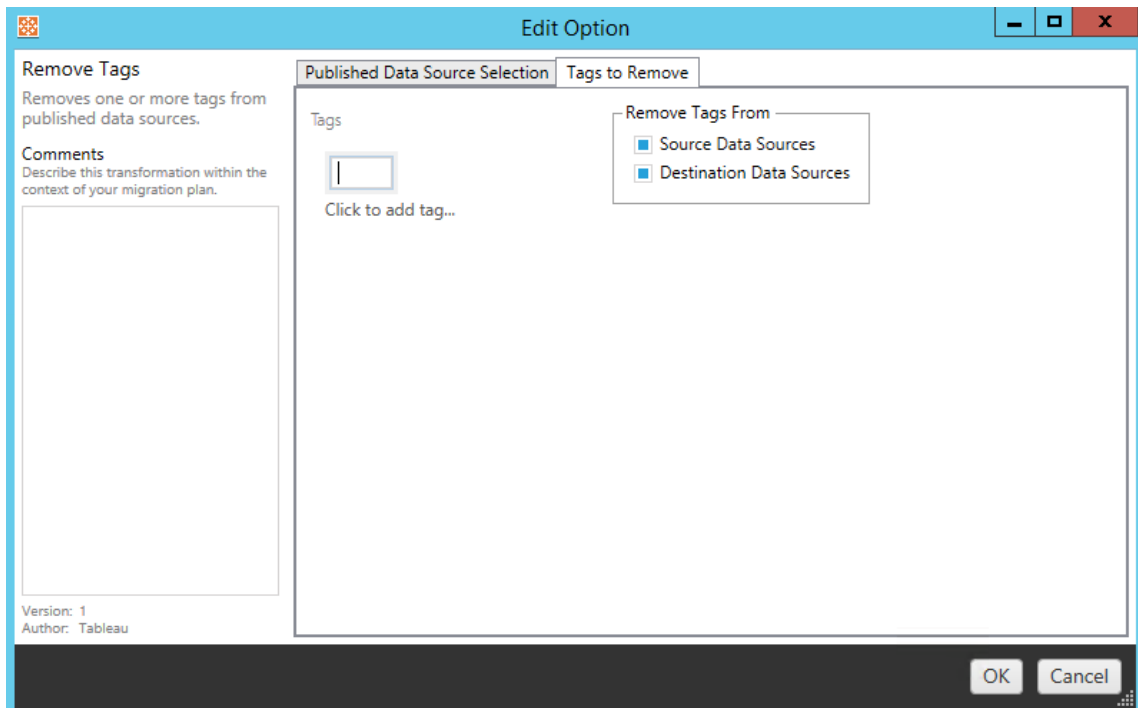 Edit Option
Remove Tags
Removes one or more tags from
published data sources.
Comments
Describe this transformation within the
context of your migration plan.
Version: 1
Author: Tableau
Published Data Source Selection
Tags to Remove
Tags
Click to add tag...
Remove Tags From
Source Data Sources
Destination Data Sources
OK
Cancel